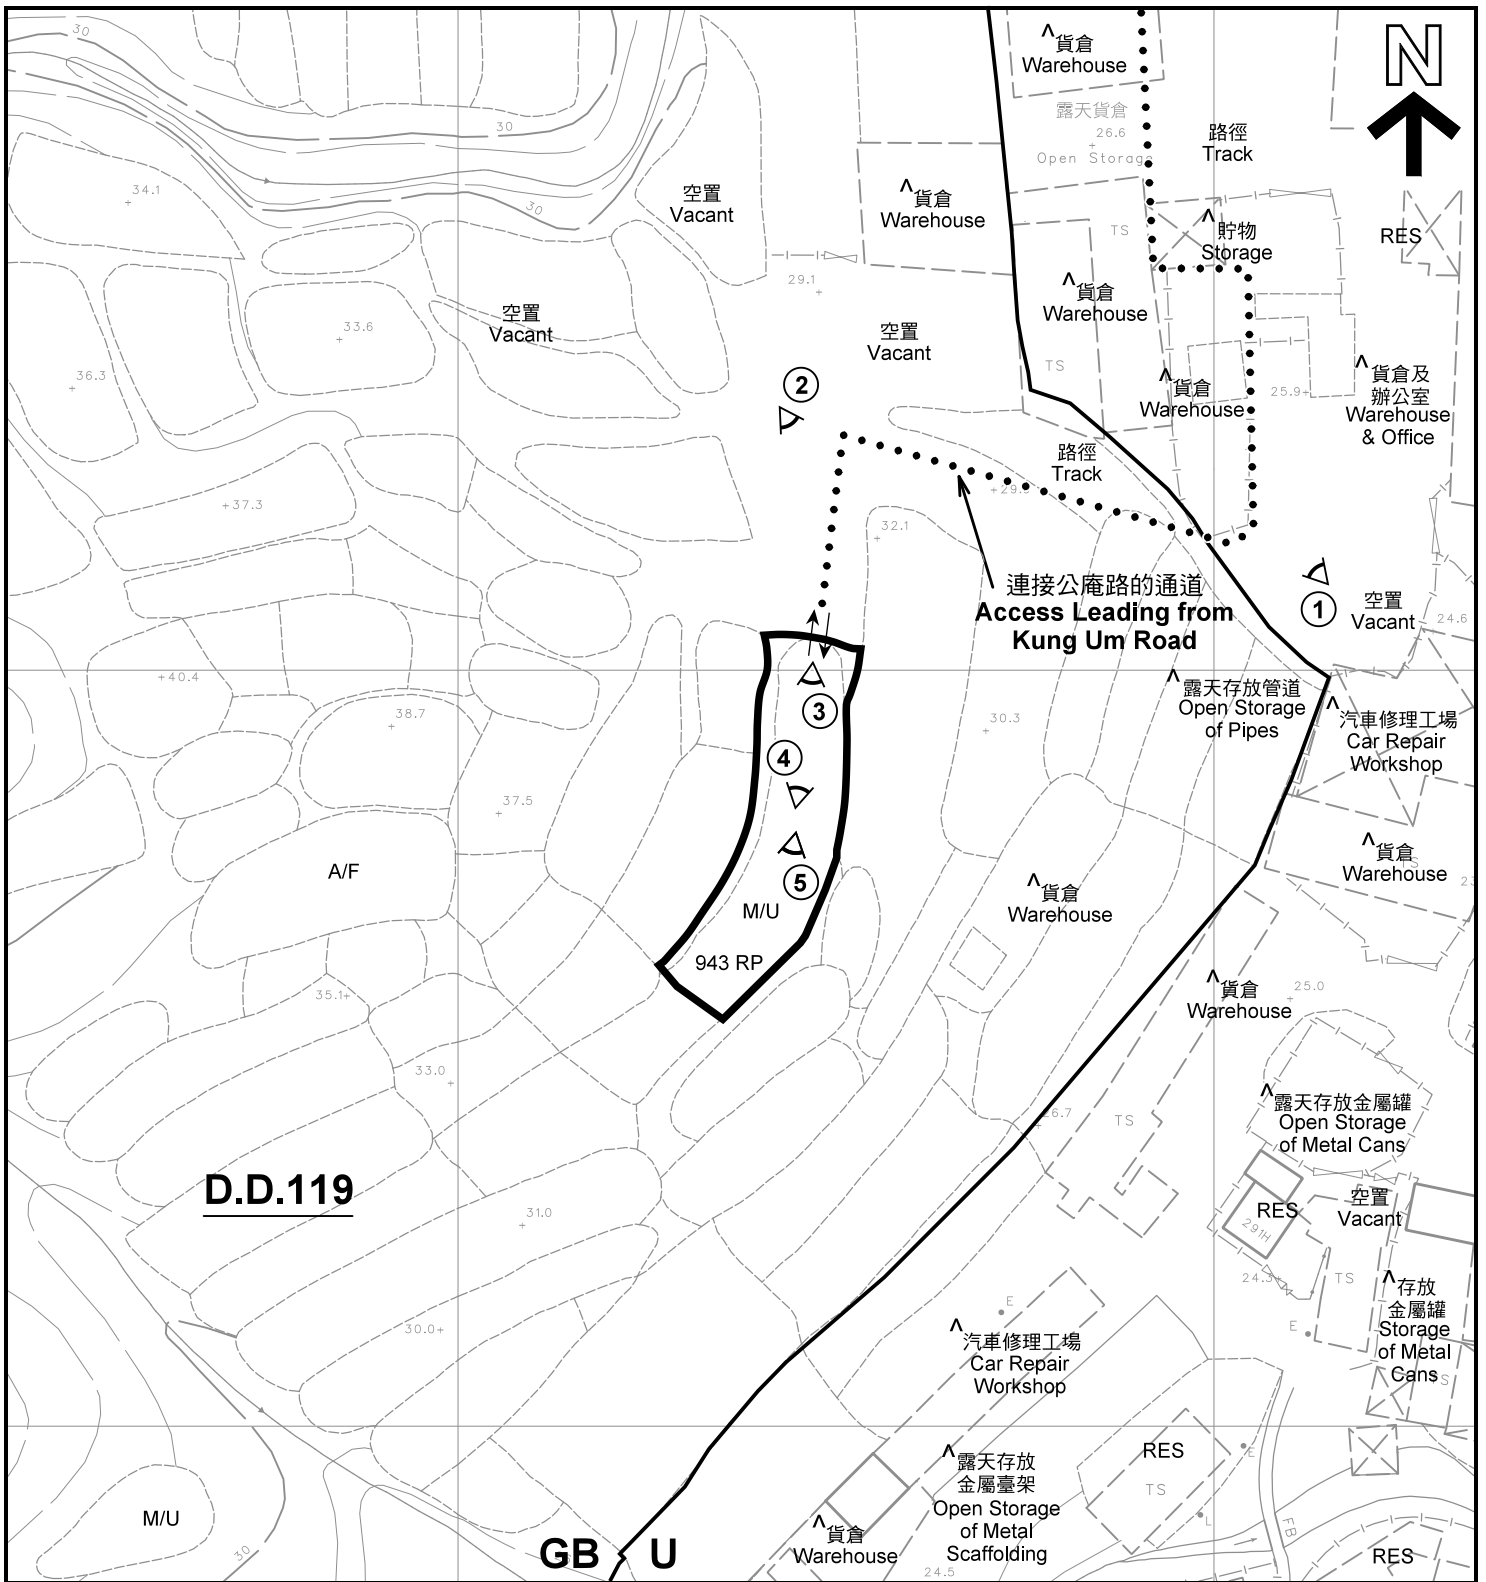 30
^貨倉
Warehouse
N
露天貨倉
26.6
Open Storage
30
路徑
Track
34.1
空置
Vacant
^貨倉
Warehouse
30
TS
^貯物
Storage
RES
29.1
^貨倉
Warehouse
空置
Vacant
33.6
空置
Vacant
TS
36.3
2
^貨倉
Warehouse
25.9
^貨倉及
辦公室
Warehouse
& Office
路徑
Track
+37.3
32.1
連接公庵路的通道
Access Leading from
Kung Um Road
1
空置
Vacant
24.6
+40.4
38.7
3
30.3
^露天存放管道
Open Storage
of Pipes
^汽車修理工場
Car Repair
Workshop
4
37.5
A/F
5
M/U
943 RP
^貨倉
Warehouse
^貨倉
Warehouse
TS
35.1+
^貨倉
Warehouse
25.0
33.0
26.7
TS
^露天存放金屬罐
Open Storage
of Metal Cans
D.D.119
31.0
RES
291H
空置
Vacant
24.3
TS
^存放
金屬罐
Storage
of Metal
Cans
TS
30.0+
E
E
^汽車修理工場
Car Repair
Workshop
^露天存放
金屬臺架
Open Storage
of Metal
Scaffolding
RES
TS
E
L
FB
M/U
30
GB
U
^貨倉
Warehouse
24.5
RES